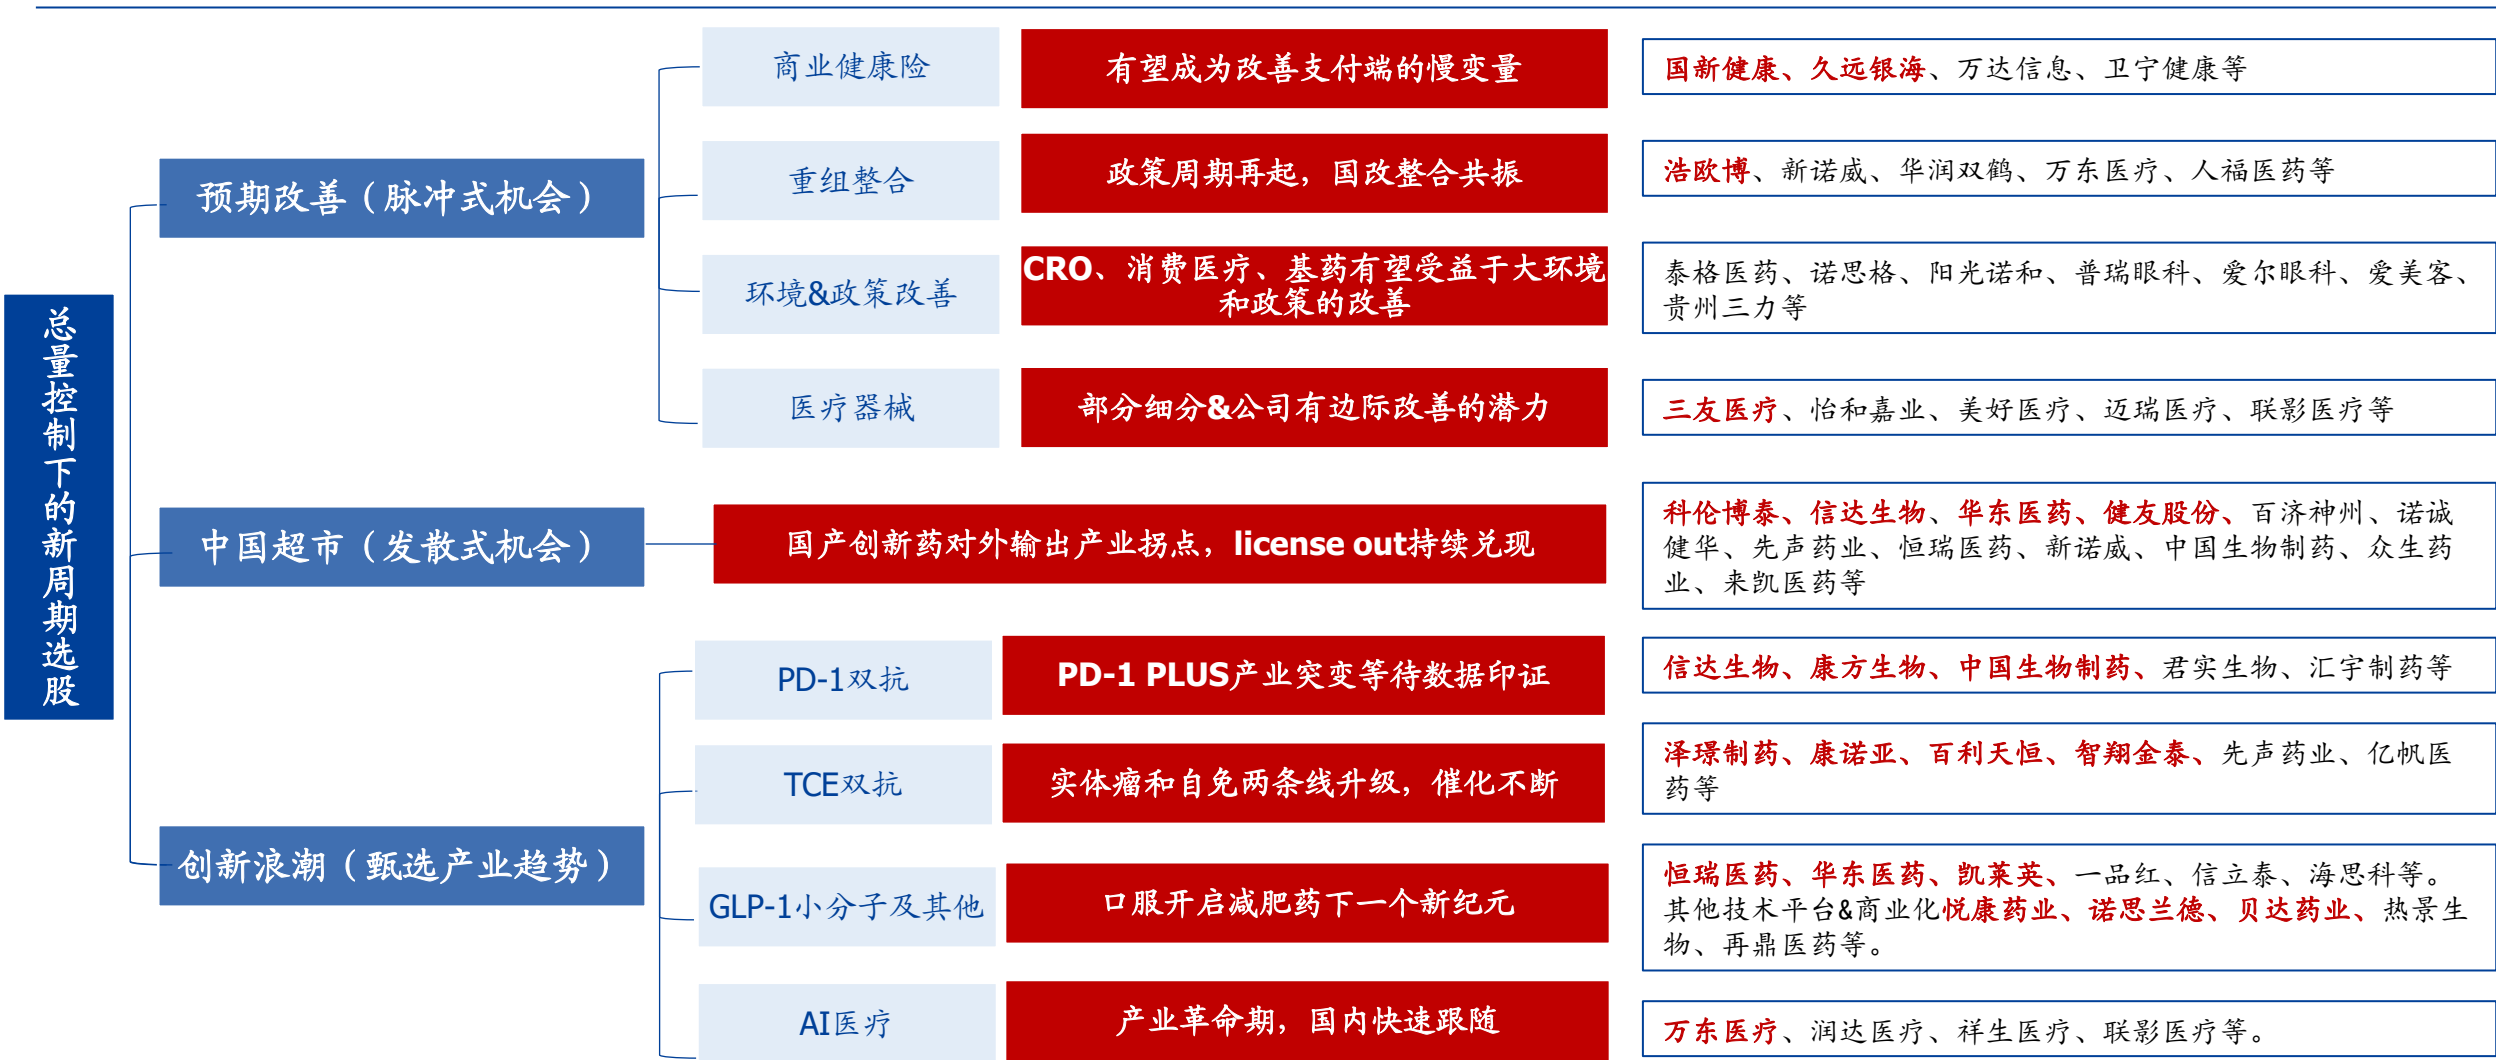 总量控制下的新周期选股
预期改善（脉冲式机会）
商业健康险
有望成为改善支付端的慢变量
国新健康、久远银海、万达信息、卫宁健康等
重组整合
政策周期再起，国改整合共振
浩欧博、新诺威、华润双鹤、万东医疗、人福医药等
环境&政策改善
CRO、消费医疗、基药有望受益于大环境
和政策的改善
泰格医药、诺思格、阳光诺和、普瑞眼科、爱尔眼科、爱美客、
贵州三力等
医疗器械
部分细分&公司有边际改善的潜力
三友医疗、怡和嘉业、美好医疗、迈瑞医疗、联影医疗等
中国超市（发散式机会）
国产创新药对外输出产业拐点，license out持续兑现
科伦博泰、信达生物、华东医药、健友股份、百济神州、诺诚
健华、先声药业、恒瑞医药、新诺威、中国生物制药、众生药
业、来凯医药等
创新浪潮（甄选产业趋势）
PD-1双抗
PD-1 PLUS产业突变等待数据印证
信达生物、康方生物、中国生物制药、君实生物、汇宇制药等
TCE双抗
实体瘤和自免两条线升级，催化不断
泽璟制药、康诺亚、百利天恒、智翔金泰、先声药业、亿帆医
药等
GLP-1小分子及其他
口服开启减肥药下一个新纪元
恒瑞医药、华东医药、凯莱英、一品红、信立泰、海思科等。
其他技术平台&商业化悦康药业、诺思兰德、贝达药业、热景生
物、再鼎医药等。
AI医疗
产业革命期，国内快速跟随
万东医疗、润达医疗、祥生医疗、联影医疗等。